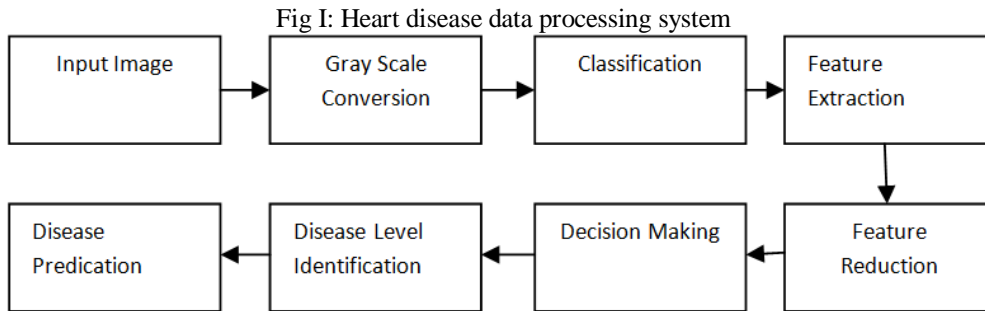 Fig I: Heart disease data processing system
Input Image
Gray Scale
Conversion
Classification
Feature
Extraction
Feature
Reduction
Decision Making
Disease Level
Identification
Disease
Predication